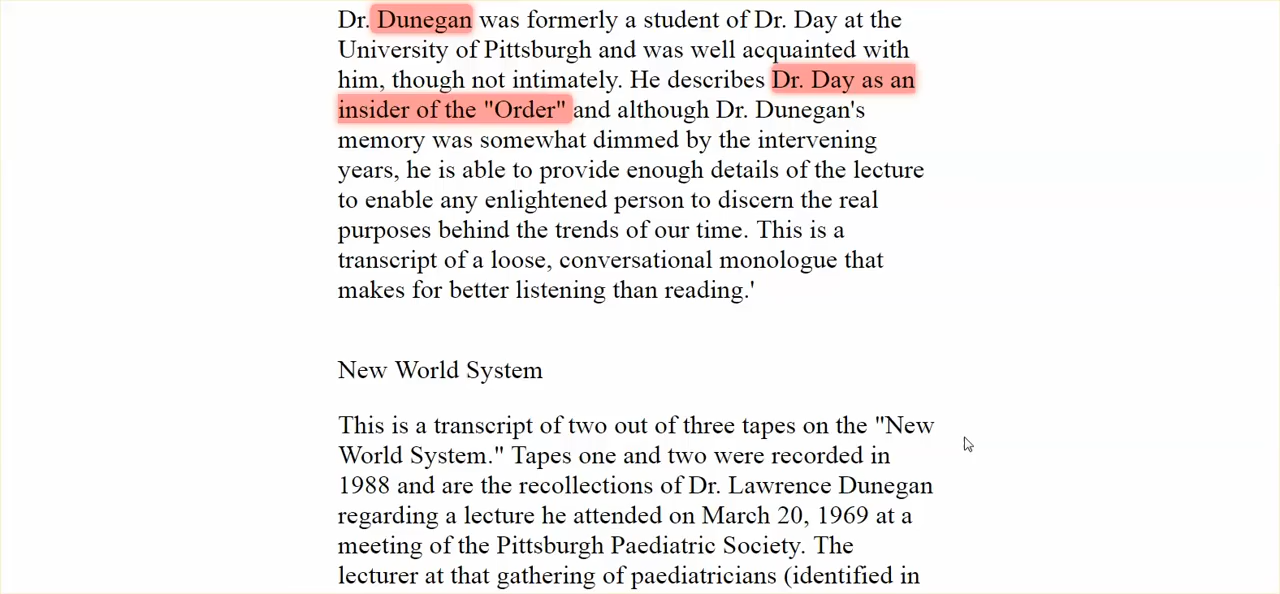 Dr. Dunegan was formerly a student of Dr. Day at the
University of Pittsburgh and was well acquainted with
him, though not intimately. He describes Dr. Day as an
insider of the "Order" and although Dr. Dunegan's
memory was somewhat dimmed by the intervening
years, he is able to provide enough details of the lecture
to enable any enlightened person to discern the real
purposes behind the trends of our time. This is a
transcript of a loose, conversational monologue that
makes for better listening than reading.'
New World System
This is a transcript of two out of three tapes on the "New
World System." Tapes one and two were recorded in
1988 and are the recollections of Dr. Lawrence Dunegan
regarding a lecture he attended on March 20, 1969 at a
meeting of the Pittsburgh Paediatric Society. The
lecturer at that gathering of paediatricians (identified in